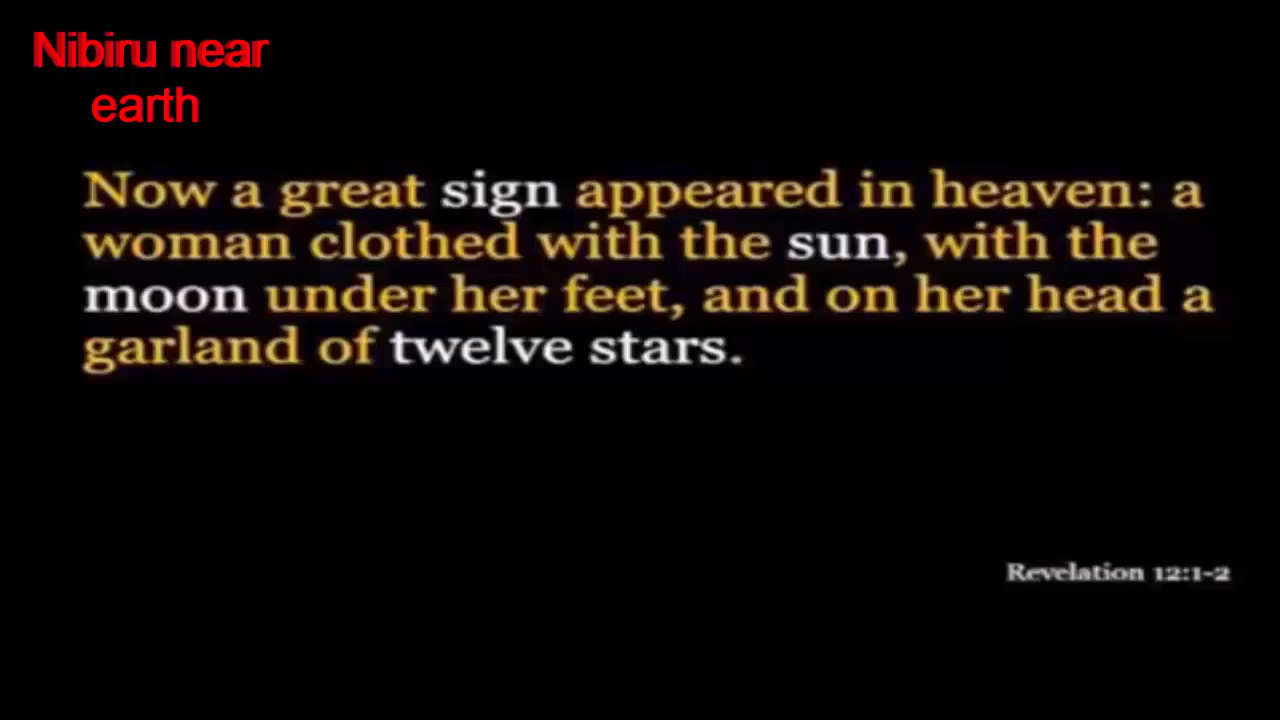 Nibiru near
earth
Now a great sign appeared in heaven: a
woman clothed with the sun, with the
moon under her feet, and on her head a
garland of twelve stars.
Revelation 12:1-2